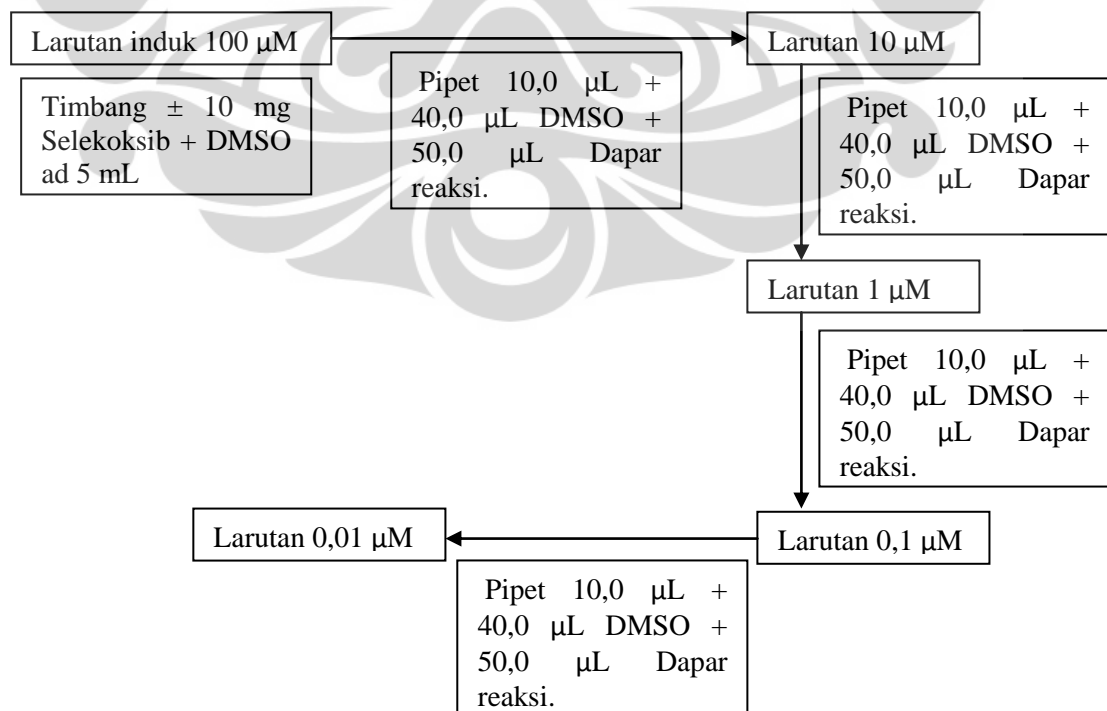 Larutan induk 100 µM
Timbang ± 10 mg
Selekoksib + DMSO
ad 5 mL
Pipet 10,0 µL +
40,0 µL DMSO +
50,0 µL Dapar
reaksi.
Larutan 10 µM
Pipet 10,0 µL +
40,0 µL DMSO +
50,0 µL Dapar
reaksi.
Larutan 1 µM
Pipet 10,0 µL +
40,0 µL DMSO +
50,0 µL Dapar
reaksi.
Larutan 0,1 µM
Larutan 0,01 µM
Pipet 10,0 µL +
40,0 µL DMSO +
50,0 µL Dapar
reaksi.